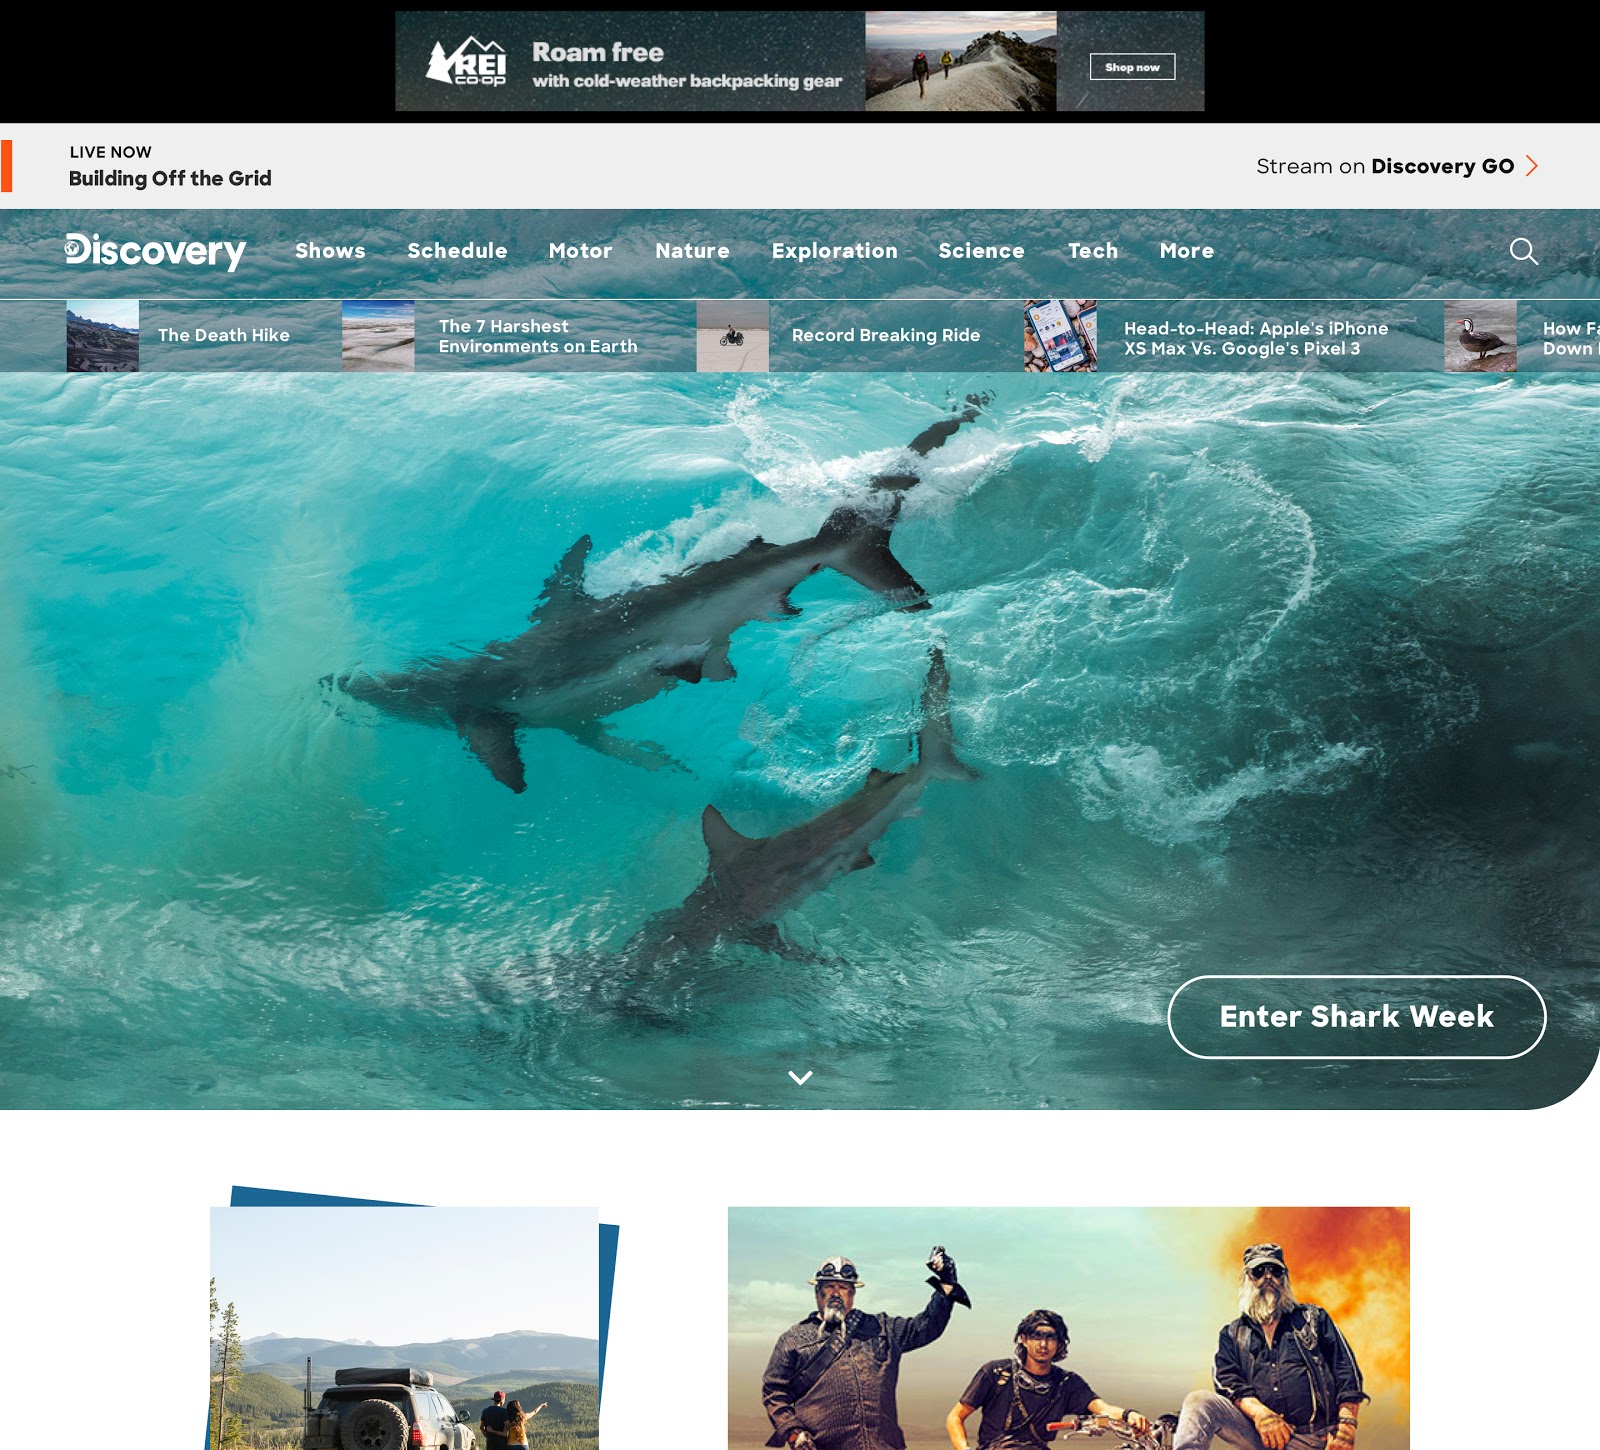 REI
CO·OP
Roam free
with cold-weather backpacking gear
Shop now
LIVE NOW
Building Off the Grid
Stream on Discovery GO
Discovery
Shows Schedule Motor Nature Exploration Science Tech More
The Death Hike
The 7 Harshest
Environments on Earth
Record Breaking Ride
Head-to-Head: Apple's iPhone
XS Max Vs. Google's Pixel 3
How Fa
Down
Enter Shark Week